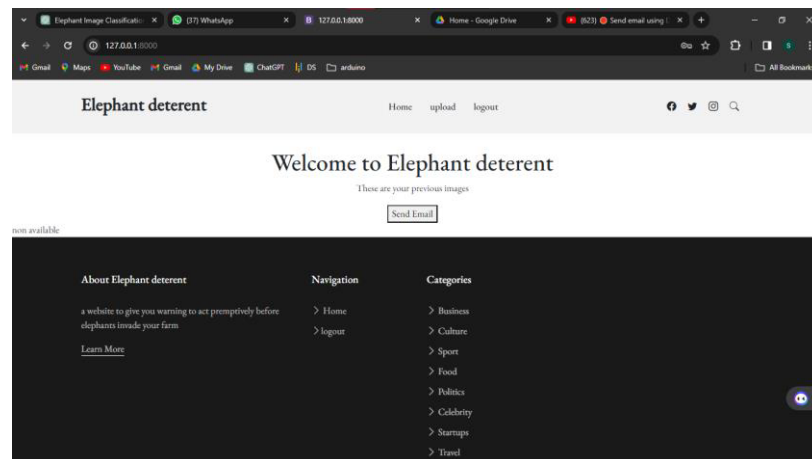 Elephant Image Classificatio
(37) WhatsApp
127.0.0.1:8000
Home - Google Drive
(623) Send email using
127.0.0.1:8000
Gmail Maps YouTube Gmail My Drive ChatGPT DS arduino All Bookmarks
Elephant deterent
Home upload logout
Welcome to Elephant deterent
These are your previous images
Send Email
non available
About Elephant deterent
a website to give you warning to act premptively before
elephants invade your farm
Learn More
Navigation
Home
logout
Categories
Business
Culture
Sport
Food
Politics
Celebrity
Startups
Travel